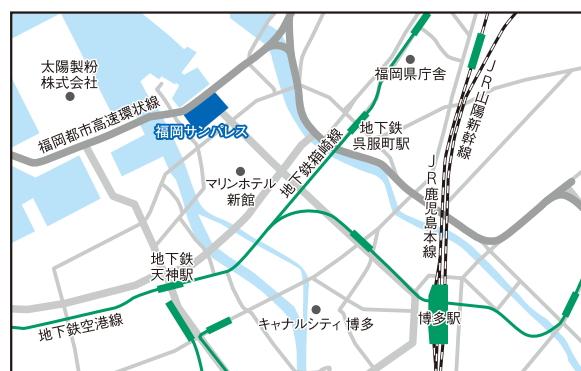 太陽製粉
株式会社
福岡都市高速環状線
福岡サンパレス
福岡県庁舎
地下鉄
呉服町駅
地下鉄箱崎線
マリンホテル
新館
JR山陽新幹線
JR鹿児島本線
地下鉄
天神駅
地下鉄空港線
キャナルシティ博多
博多駅